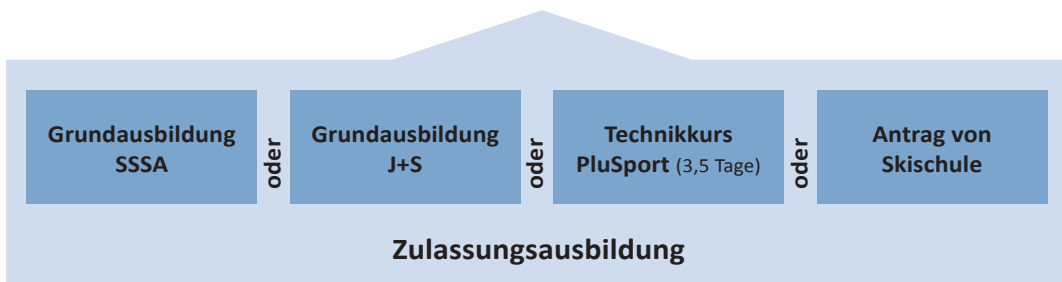 Grundausbildung
SSSA
oder
Grundausbildung
J+S
oder
Technikkurs
PluSport (3,5 Tage)
oder
Antrag von
Skischule
Zulassungsausbildung